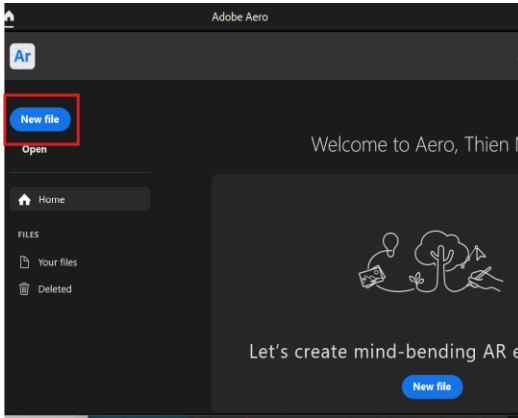 Adobe Aero
Ar
New file
Open
Welcome to Aero, Thien
Home
FILES
Your files
Deleted
Let's create mind-bending AR
New file